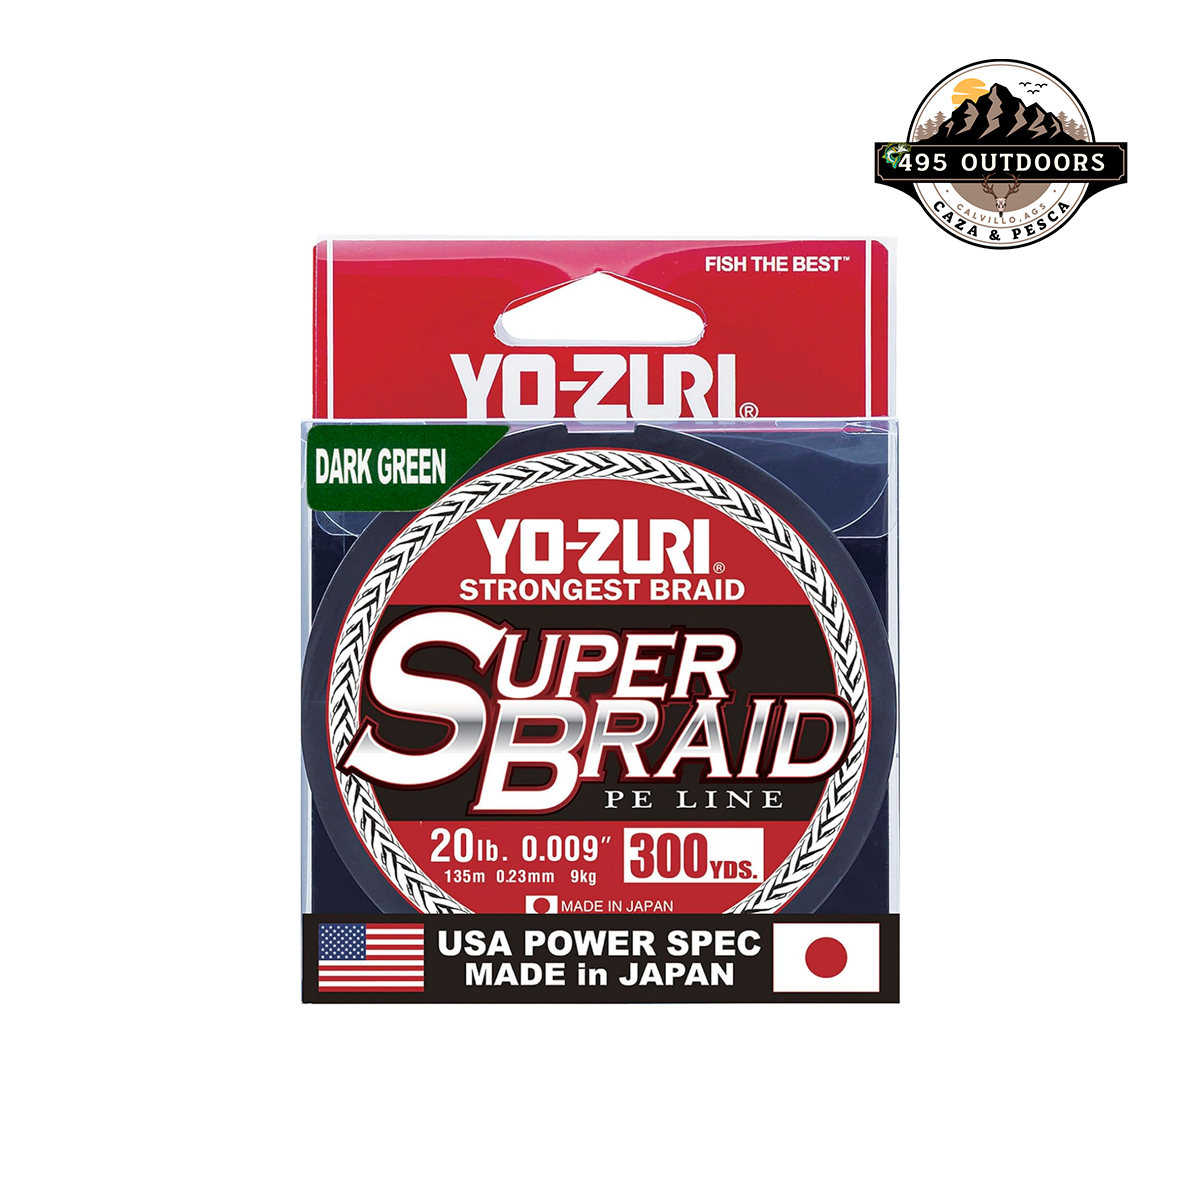 495 OUTDOORS
CALVILLO, AGS
CAZA & PESCA
FISH THE BEST™
YO-ZURI®
DARK GREEN
YO-ZURI®
STRONGEST BRAID
SUPER
BRAID
PE LINE
20lb. 0.009” 300YDS.
135m 0.23mm 9kg
MADE IN JAPAN
USA POWER SPEC
MADE in JAPAN